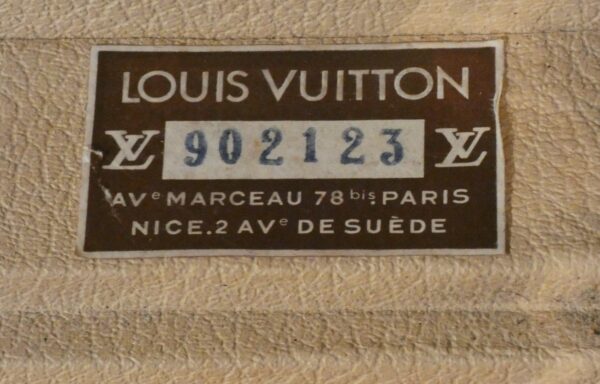 LOUIS VUITTON
LV 902123 LV
AVe MARCEAU 78 bis. PARIS
NICE. 2 AVe DE SUÈDE